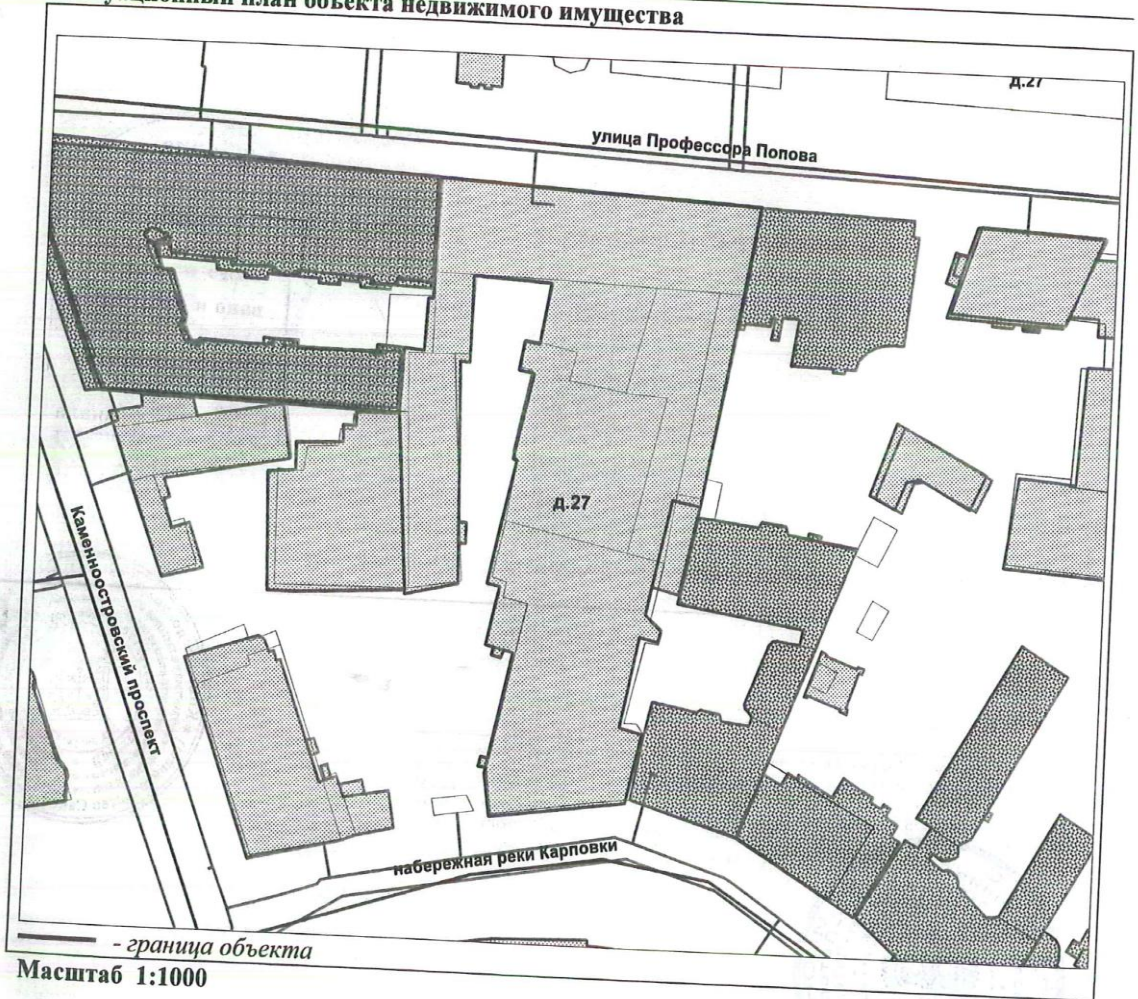 план объекта недвижимого имущества
д.27
улица Профессора Попова
д.27
Каменноостровский проспект
набережная реки Карповки
- граница объекта
Масштаб 1:1000